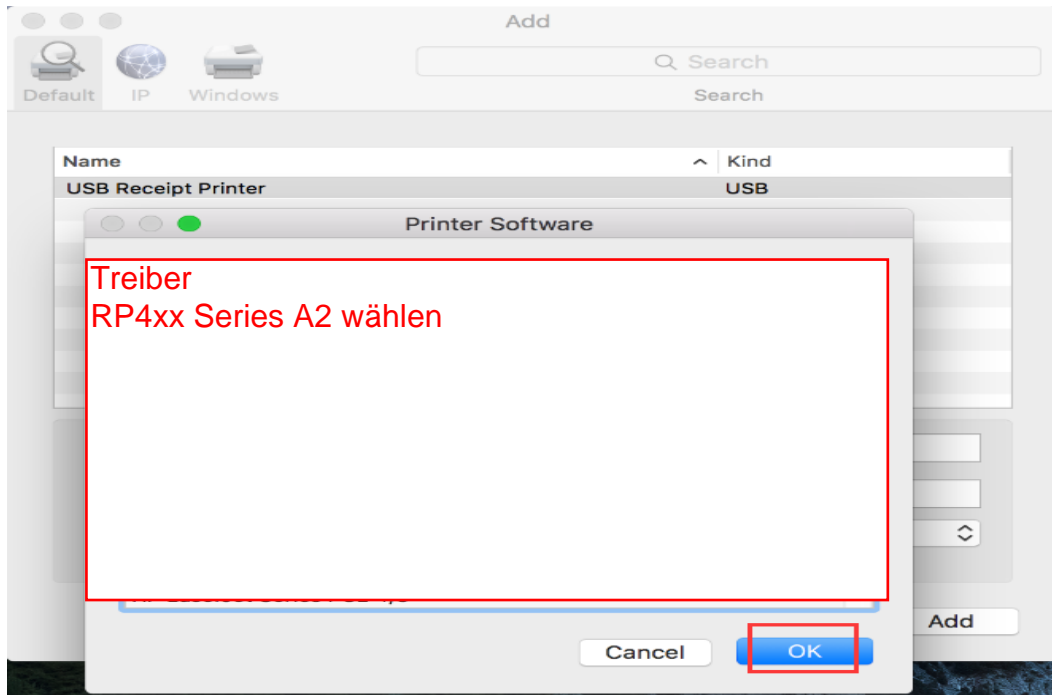 Add
Search
Default IP Windows
Search
Name Kind
USB Receipt Printer USB
Printer Software
Treiber
RP4xx Series A2 wählen
Add
Cancel OK